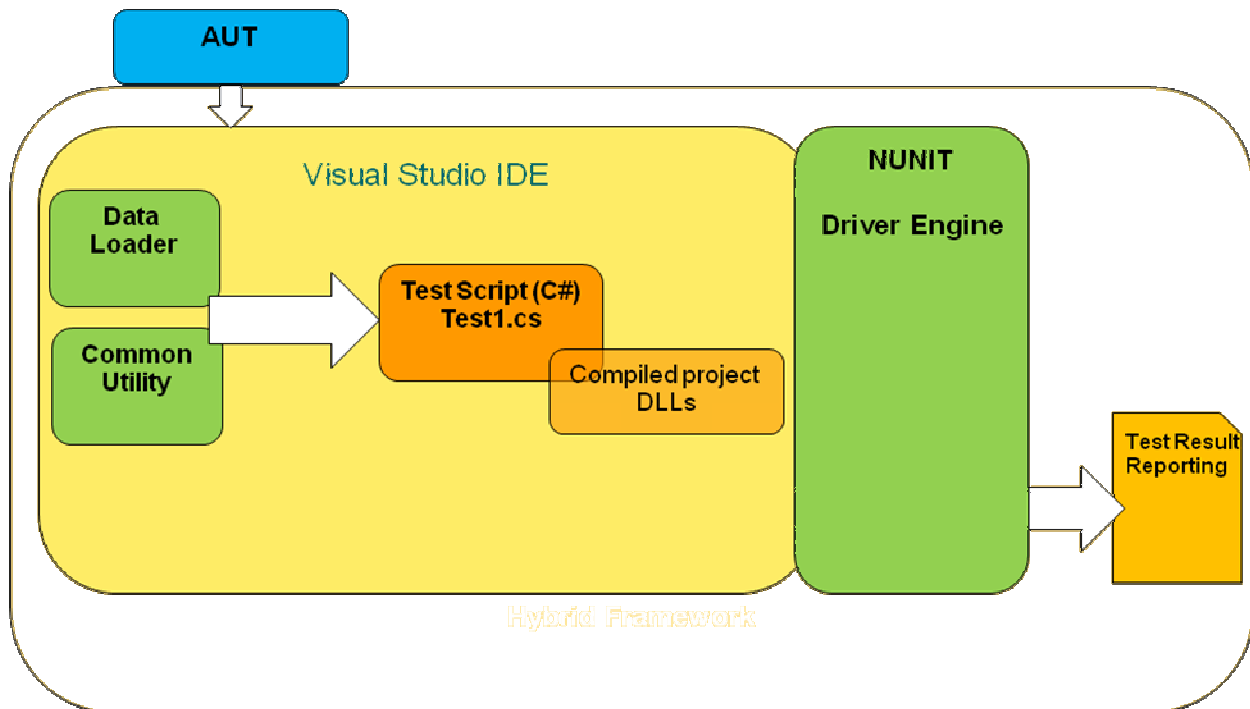 AUT
Visual Studio IDE
Data
Loader
Common
Utility
Test Script (C#)
Test1.cs
Compiled project
DLLs
NUNIT
Driver Engine
Test Result
Reporting
Hybrid Framework